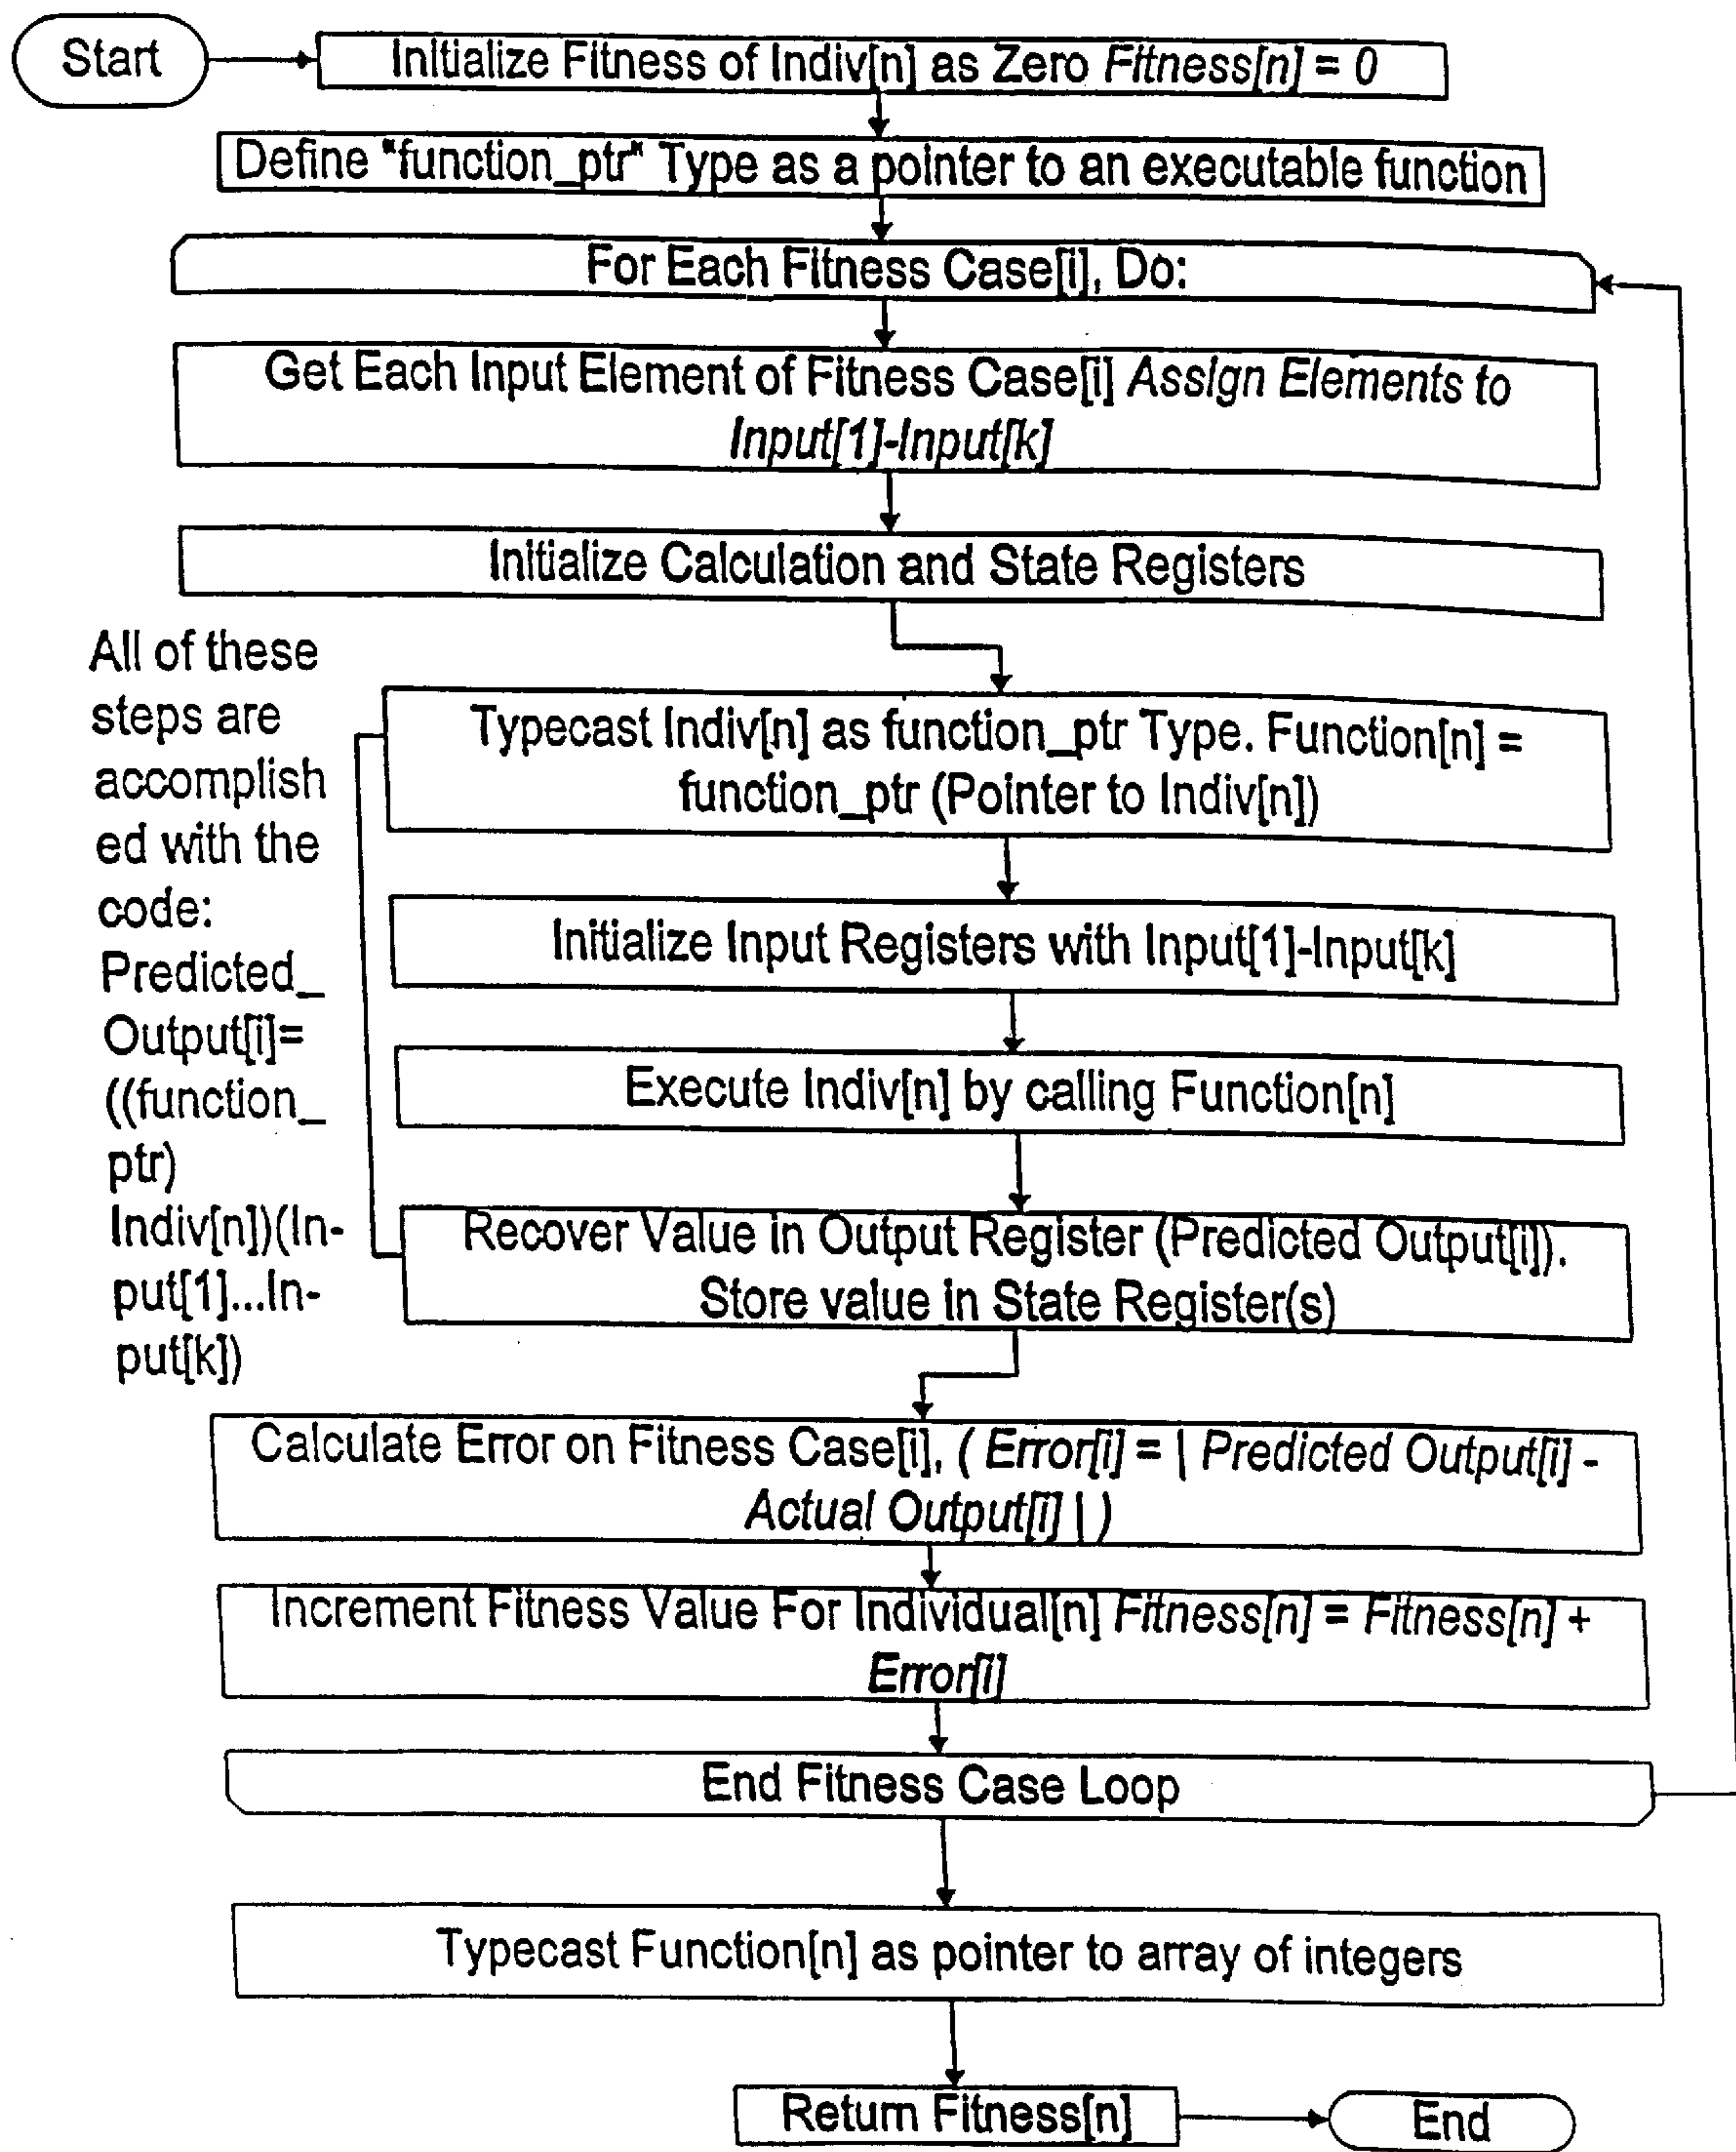 Start
Initialize Fitness of Indiv[n] as Zero Fitness[n] = 0
Define "function_ptr" Type as a pointer to an executable function
For Each Fitness Case[i], Do:
Get Each Input Element of Fitness Case[i] Assign Elements to
Input[1]-Input[k]
Initialize Calculation and State Registers
All of these
steps are
accomplish
ed with the
code:
Predicted_
Output[i]=
((function_
ptr)
Indiv[n])(In-
put[1]...In-
put[k])
Typecast Indiv[n] as function_ptr Type. Function[n] =
function_ptr (Pointer to Indiv[n])
Initialize Input Registers with Input[1]-Input[k]
Execute Indiv[n] by calling Function[n]
Recover Value in Output Register (Predicted Output[i]).
Store value in State Register(s)
Calculate Error on Fitness Case[i], ( Error[i] = | Predicted Output[i] -
Actual Output[i] | )
Increment Fitness Value For Individual[n] Fitness[n] = Fitness[n] +
Error[i]
End Fitness Case Loop
Typecast Function[n] as pointer to array of integers
Return Fitness[n]
End